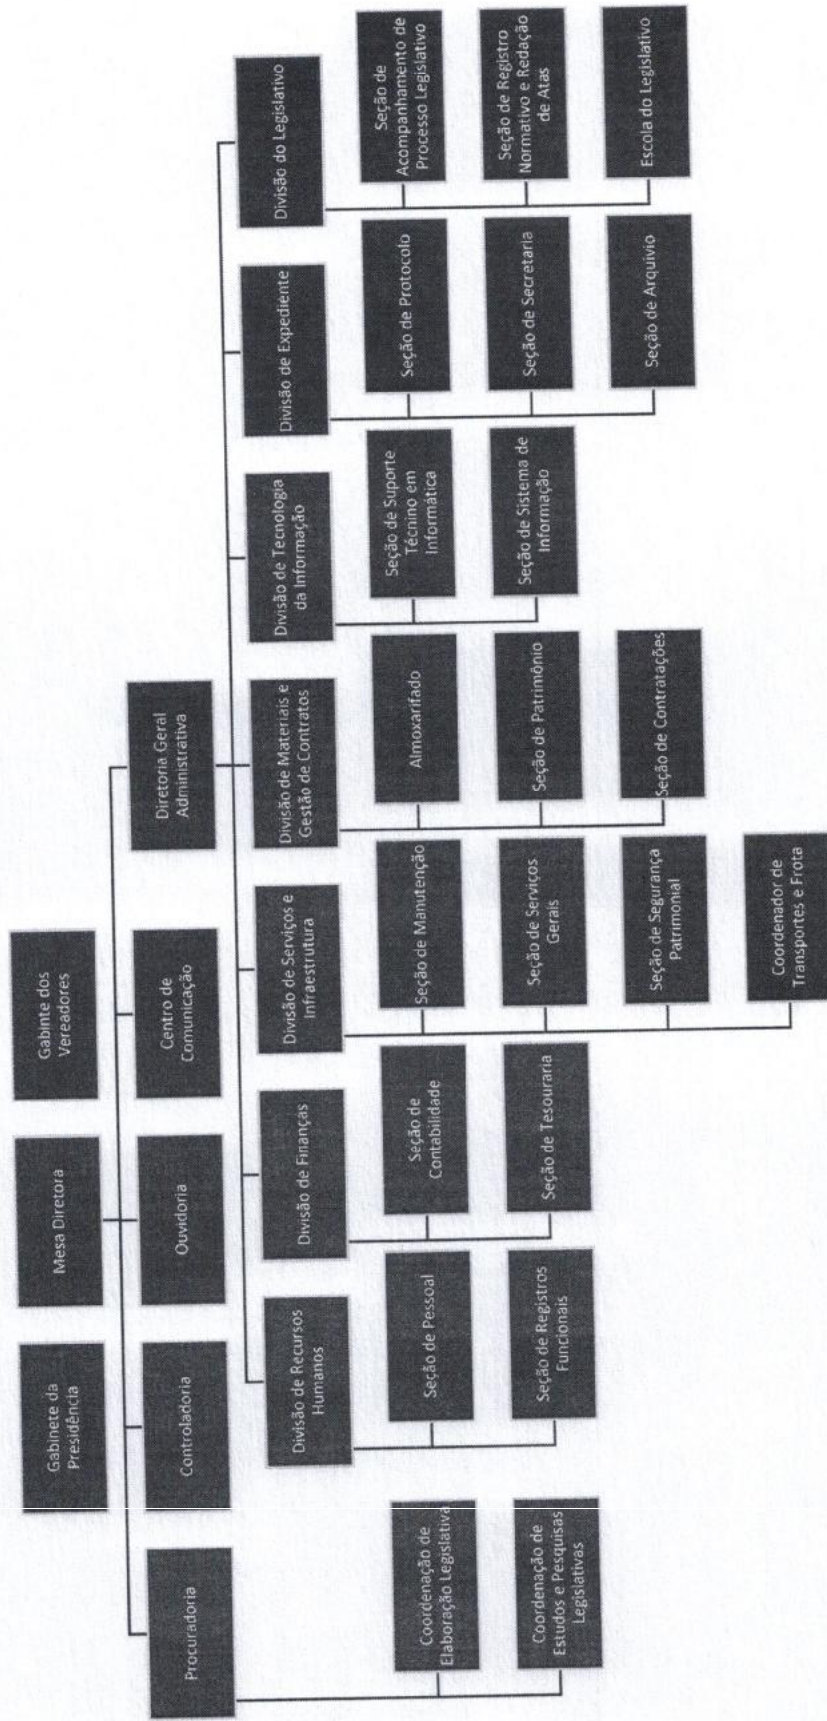 Gabinete da
Presidência
Mesa Diretora
Gabinte dos
Vereadores
Procuradoria
Controladoria
Ouvidoria
Centro de
Comunicação
Diretoria Geral
Administrativa
Coordenação de
Elaboração Legislativa
Coordenação de
Estudos e Pesquisas
Legislativas
Divisão de Recursos
Humanos
Seção de Pessoal
Seção de Registros
Funcionais
Divisão de Finanças
Seção de
Contabilidade
Seção de Tesouraria
Divisão de Serviços e
Infraestrutura
Seção de Manutenção
Seção de Serviços
Gerais
Seção de Segurança
Patrimonial
Coordenador de
Transportes e Frota
Divisão de Materiais e
Gestão de Contratos
Almoxarifado
Seção de Patrimônio
Seção de Contratações
Divisão de Tecnologia
da Informação
Seção de Suporte
Técnino em
Informática
Seção de Sistema de
Informação
Divisão de Expediente
Seção de Protocolo
Seção de Secretaria
Seção de Arquivio
Divisão do Legislativo
Seção de
Acompanhamento de
Processo Legislativo
Seção de Registro
Normativo e Redação
de Atas
Escola do Legislativo